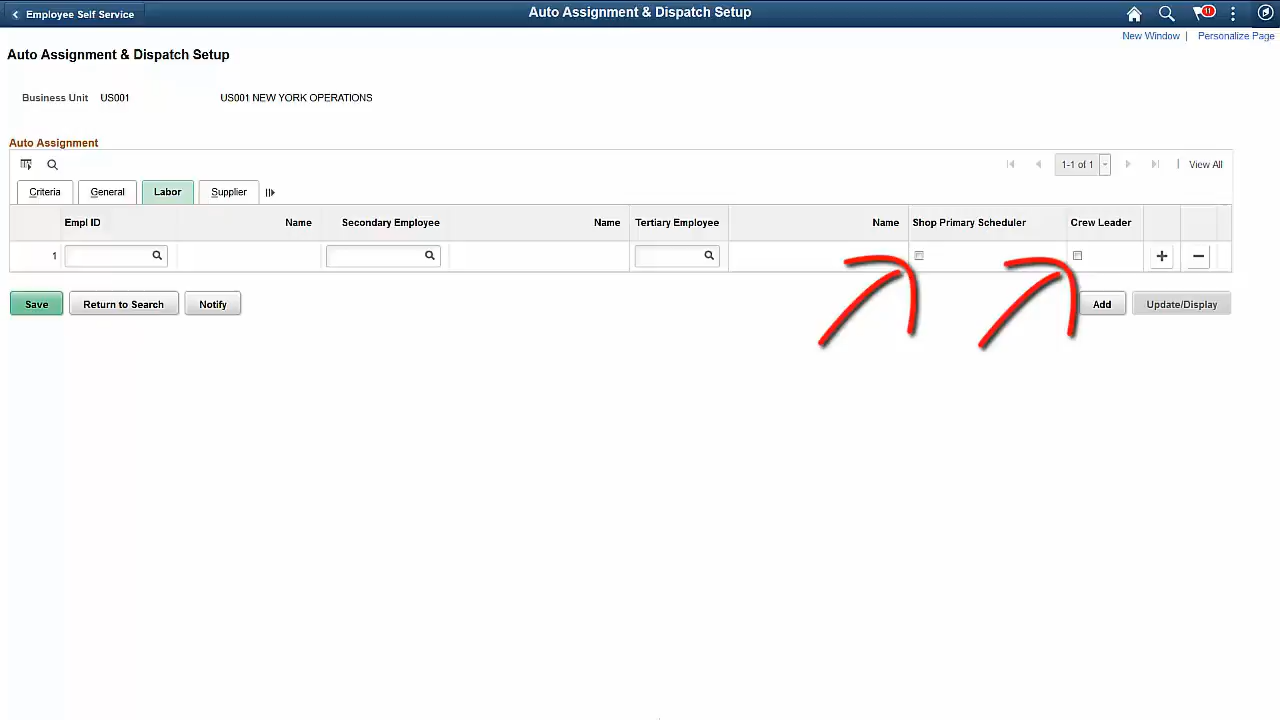 Employee Self Service
Auto Assignment & Dispatch Setup
11
New Window | Personalize Page
Auto Assignment & Dispatch Setup
Business Unit US001 US001 NEW YORK OPERATIONS
Auto Assignment
1-1 of 1 | View All
Criteria General Labor Supplier
Empl ID Name Secondary Employee Name Tertiary Employee Name Shop Primary Scheduler Crew Leader
1
Save Return to Search Notify Add Update/Display